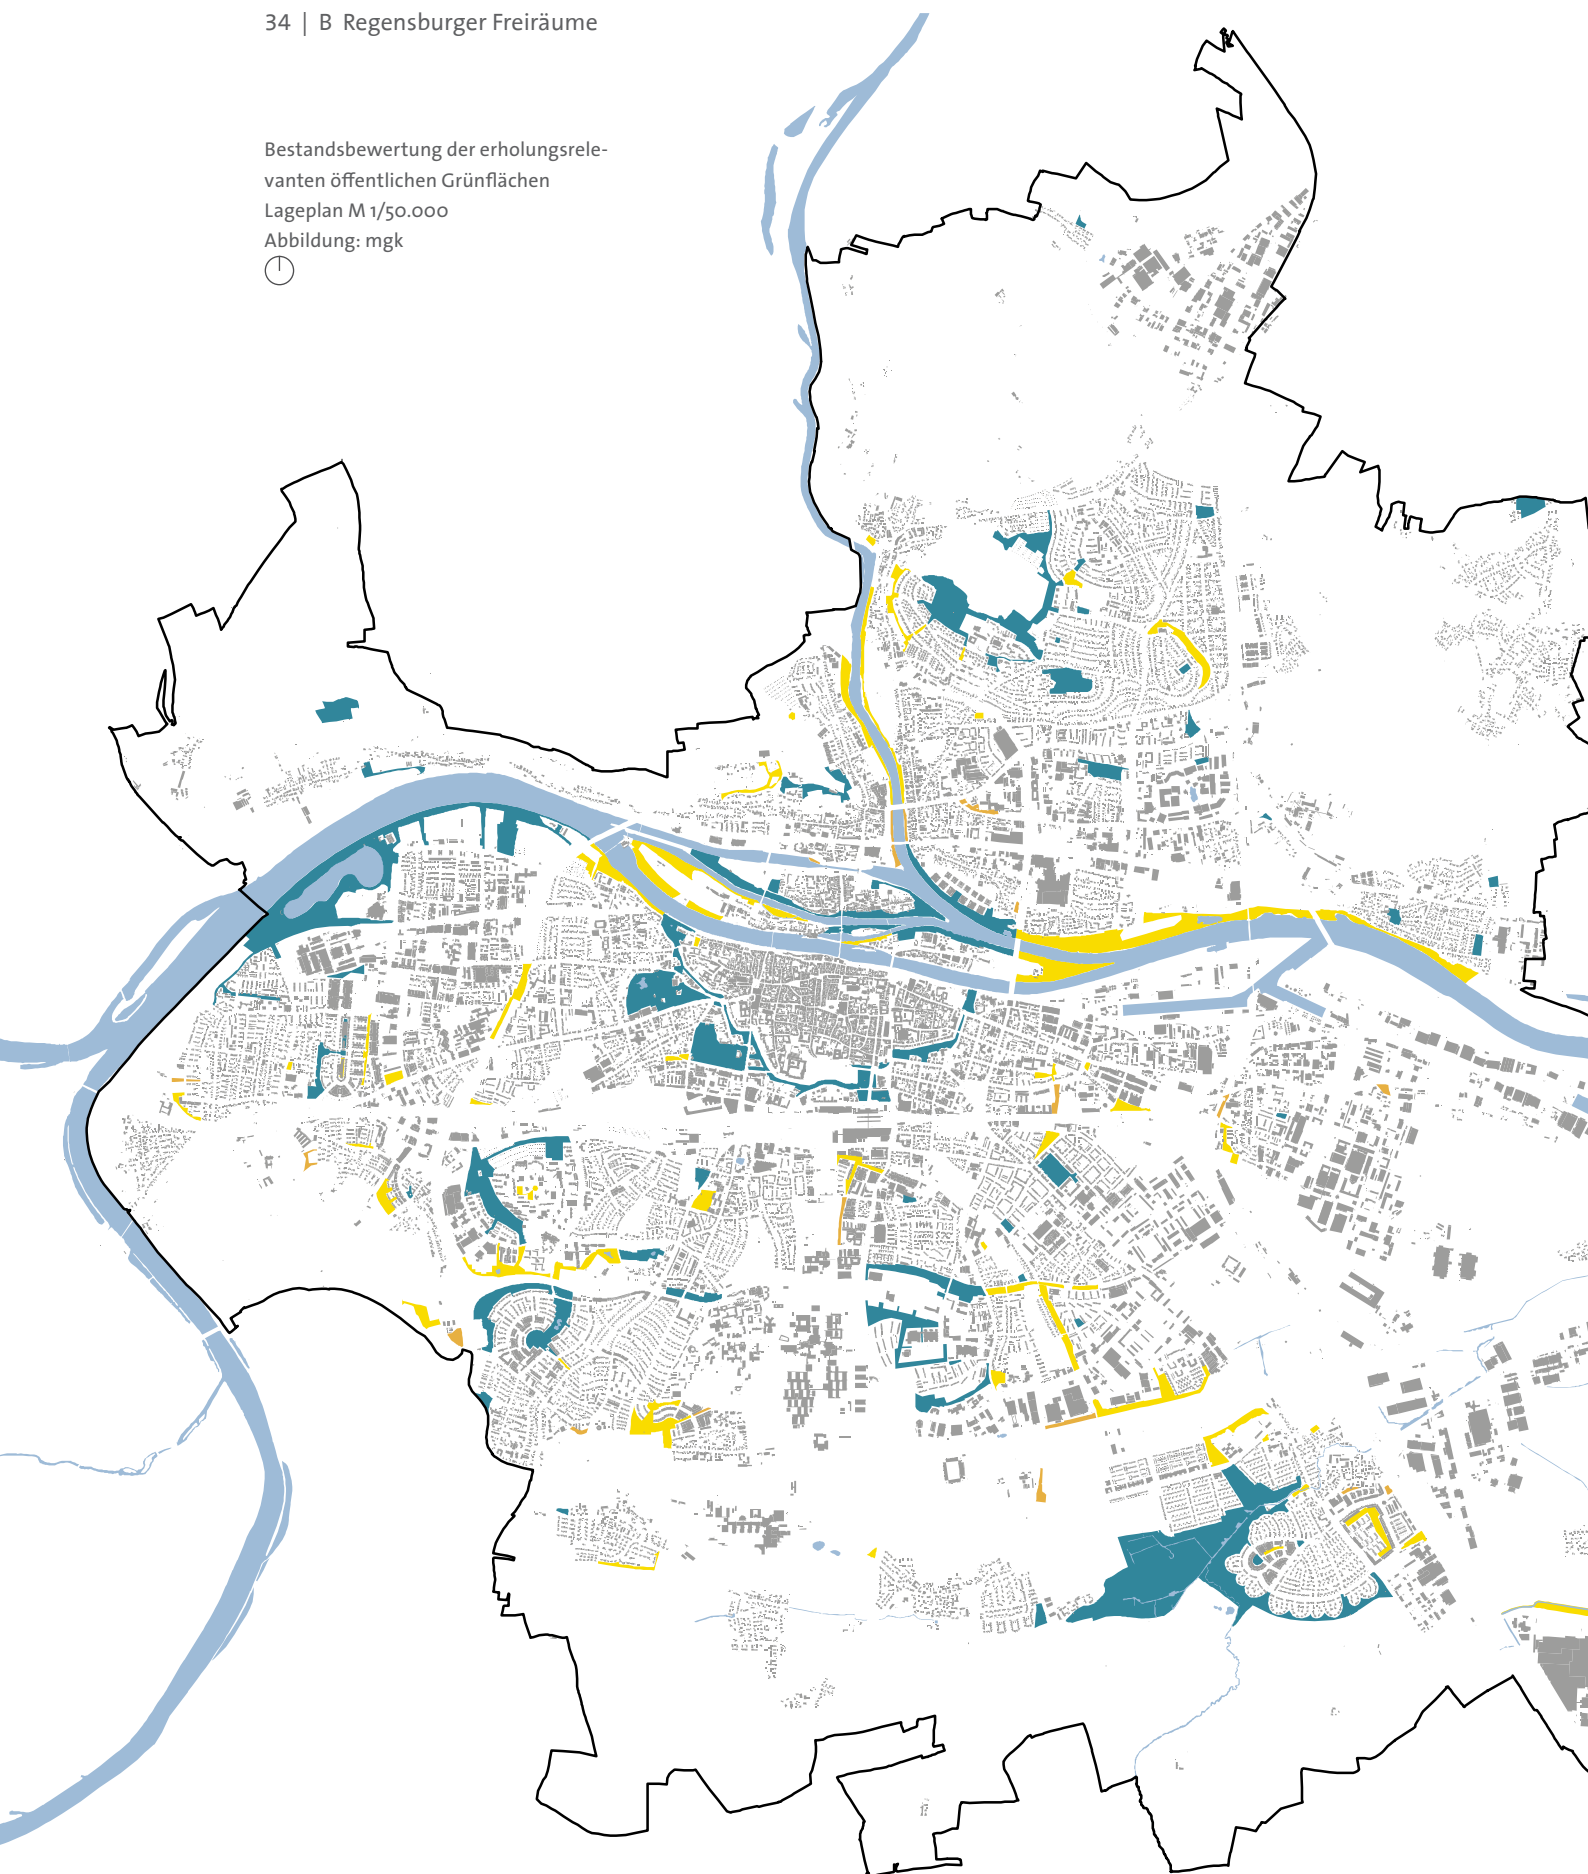 34 | B Regensburger Freiräume
Bestandsbewertung der erholungsrele-
vanten öffentlichen Grünflächen
Lageplan M 1/50.000
Abbildung: mgk